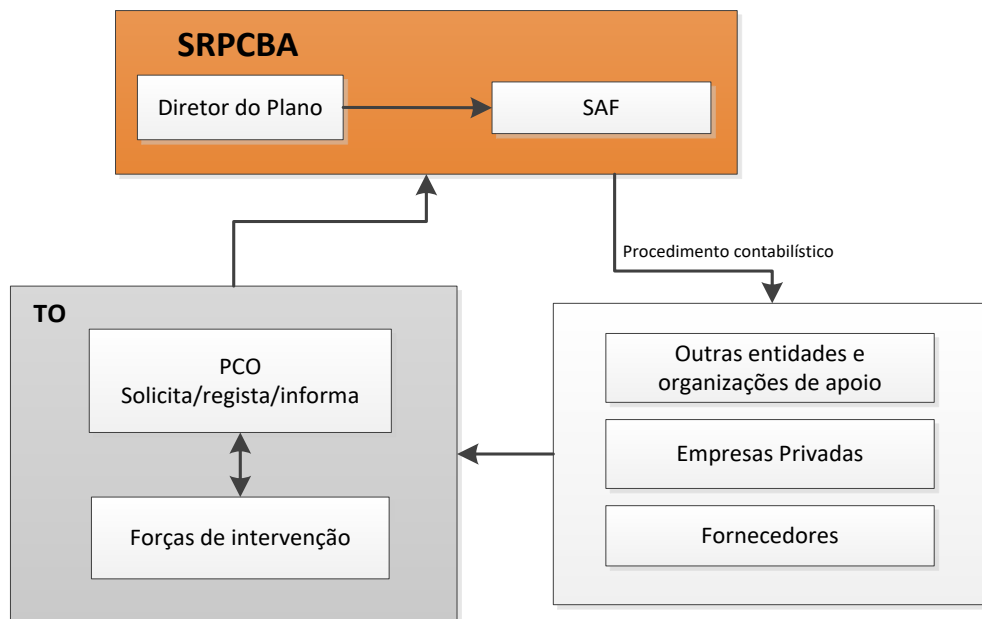 SRPCBA
Diretor do Plano
SAF
Procedimento contabilístico
TO
PCO
Solicita/regista/informa
Forças de intervenção
Outras entidades e
organizações de apoio
Empresas Privadas
Fornecedores